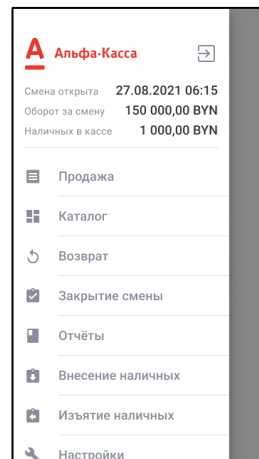 Альфа·Касса
Смена открыта 27.08.2021 06:15
Оборот за смену 150 000,00 BYN
Наличных в кассе 1 000,00 BYN
Продажа
Каталог
Возврат
Закрытие смены
Отчёты
Внесение наличных
Изъятие наличных
Настройки